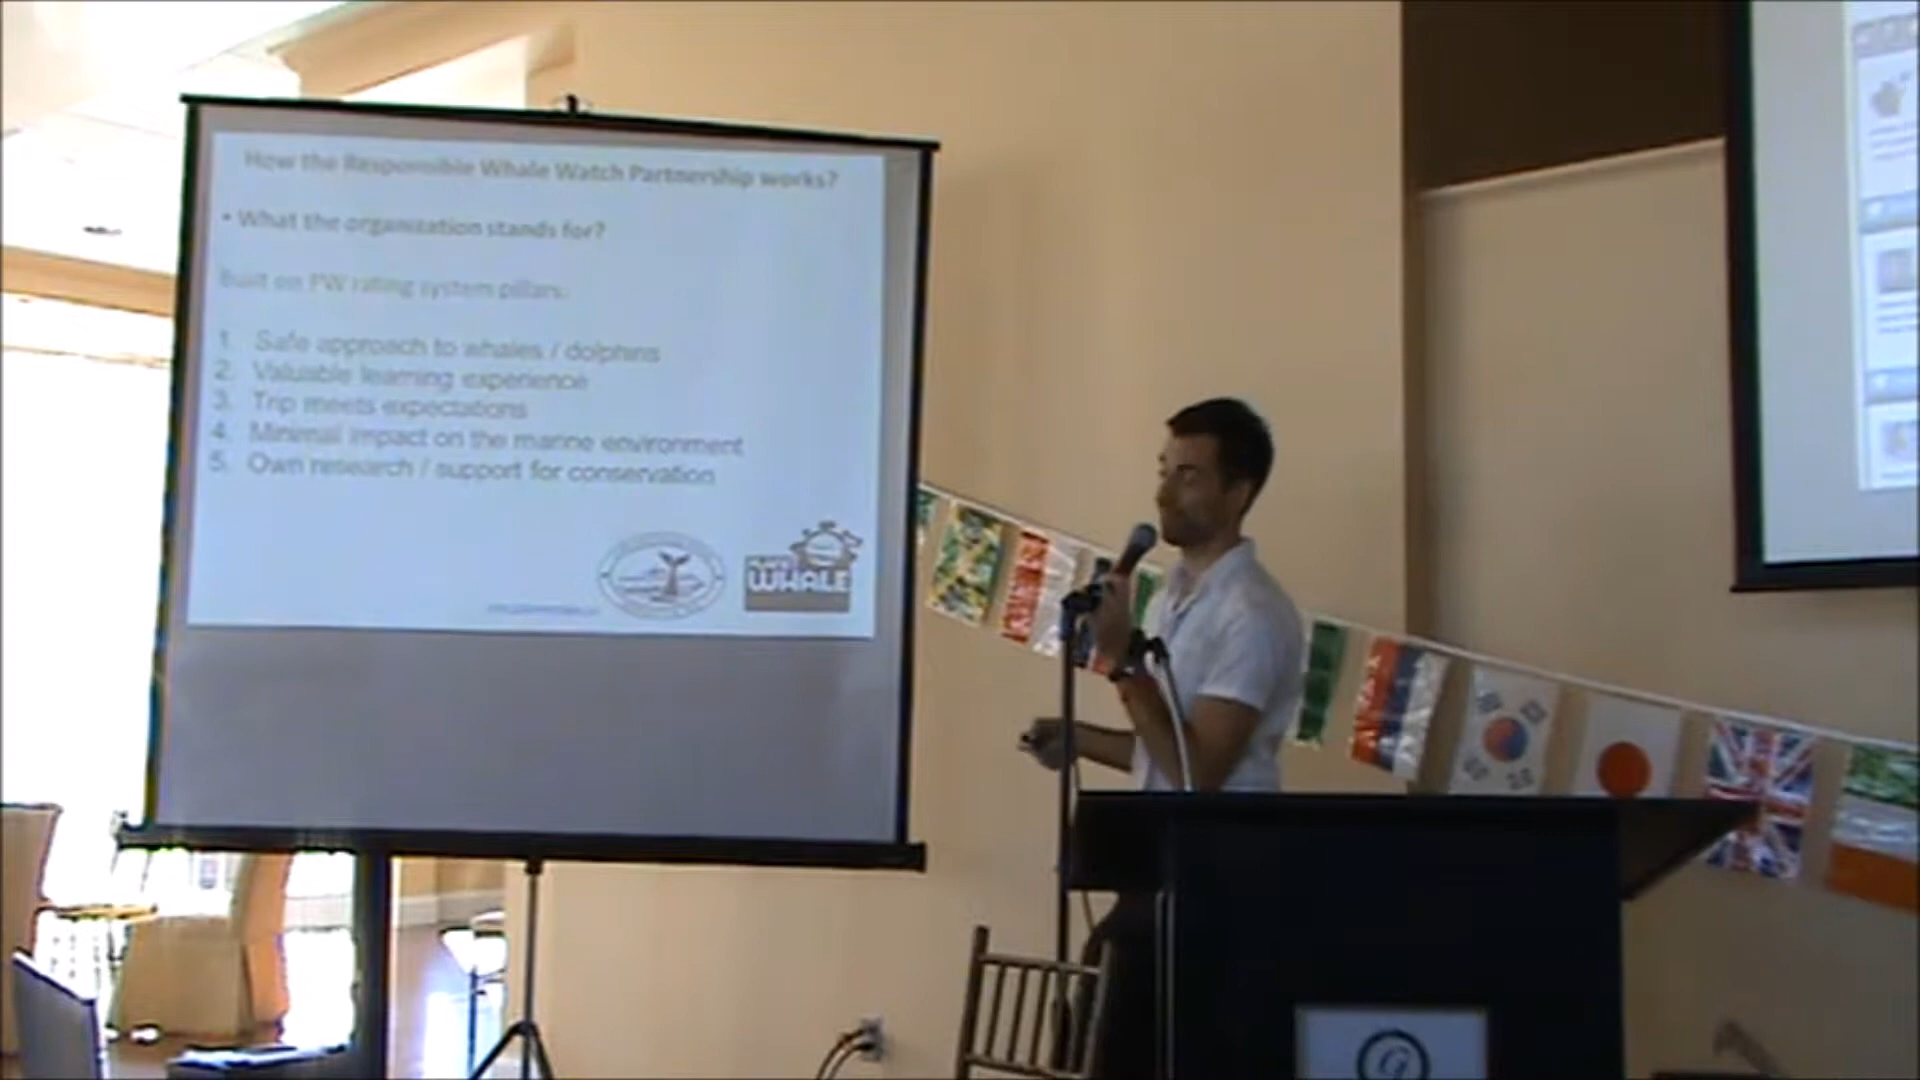 How the Responsible Whale Watch Partnership works?
• What the organization stands for?
Built on PW rating system pillars:
1. Safe approach to whales / dolphins
2. Valuable learning experience
3. Trip meets expectations
4. Minimal impact on the marine environment
5. Own research / support for conservation
WHALE
G